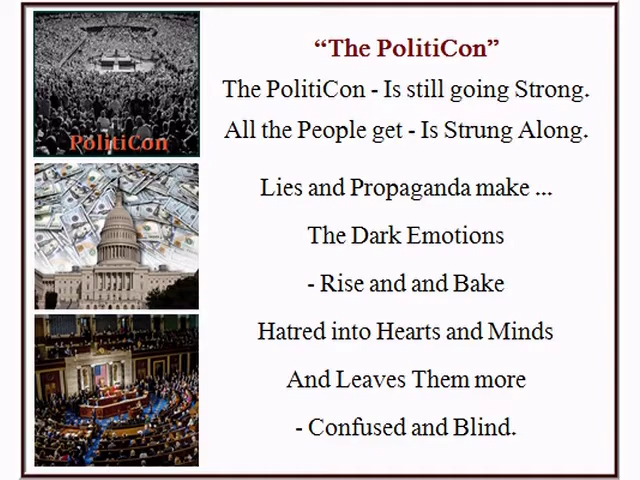 PolitiCon
“The PolitiCon”
The PolitiCon - Is still going Strong.
All the People get - Is Strung Along.
Lies and Propaganda make ...
The Dark Emotions
- Rise and and Bake
Hatred into Hearts and Minds
And Leaves Them more
- Confused and Blind.